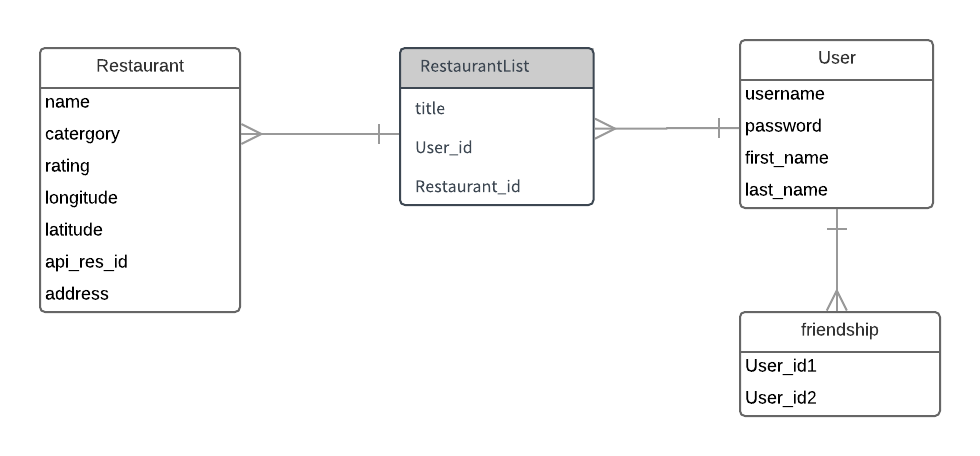 Restaurant
name
catergory
rating
longitude
latitude
api_res_id
address
RestaurantList
title
User_id
Restaurant_id
User
username
password
first_name
last_name
friendship
User_id1
User_id2